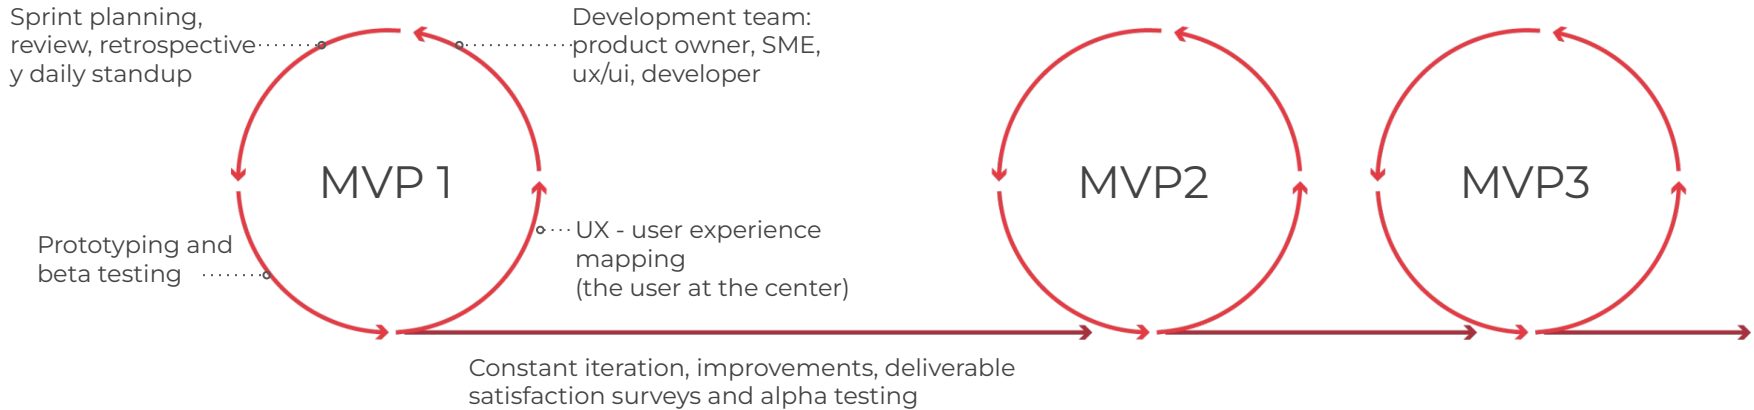 Sprint planning,
review, retrospective
y daily standup
Development team:
product owner, SME,
ux/ui, developer
MVP 1
MVP2
MVP3
Prototyping and
beta testing
UX - user experience
mapping
(the user at the center)
Constant iteration, improvements, deliverable
satisfaction surveys and alpha testing